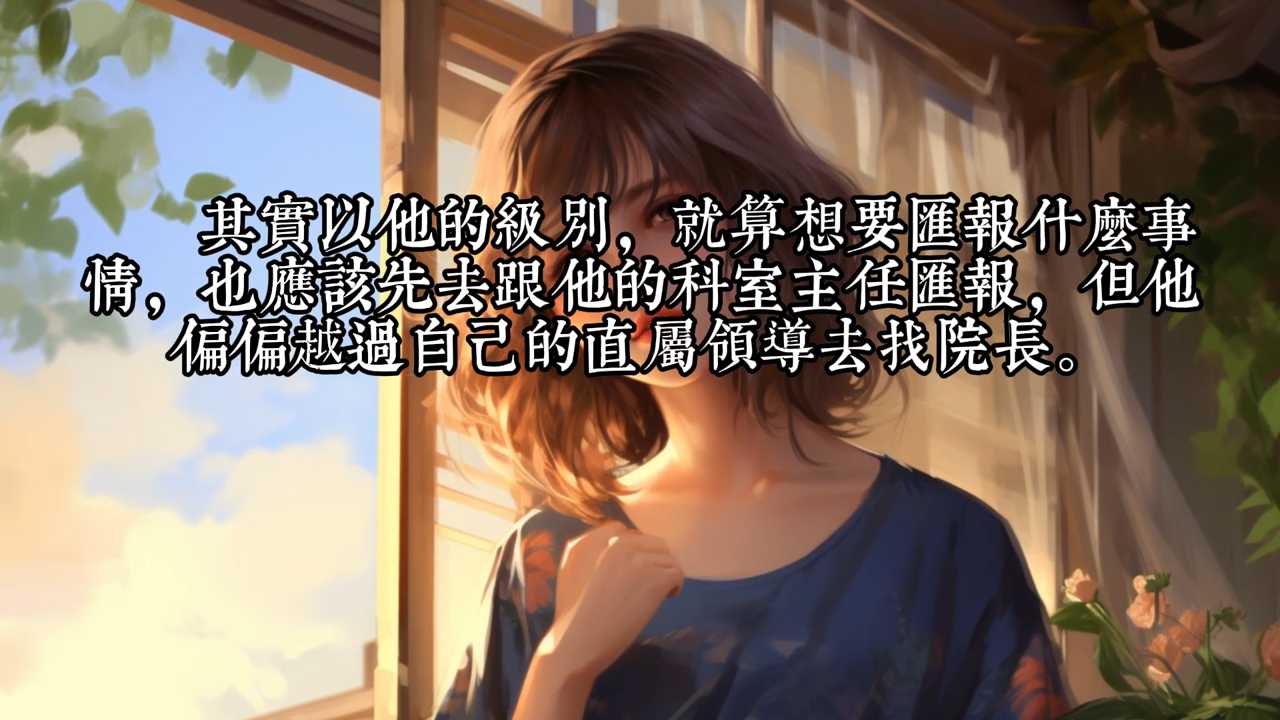 其實以他的級別，就算想要匯報什麼事
情，也應該先去跟他的科室主任匯報，但他
偏偏越過自己的直屬領導去找院長。